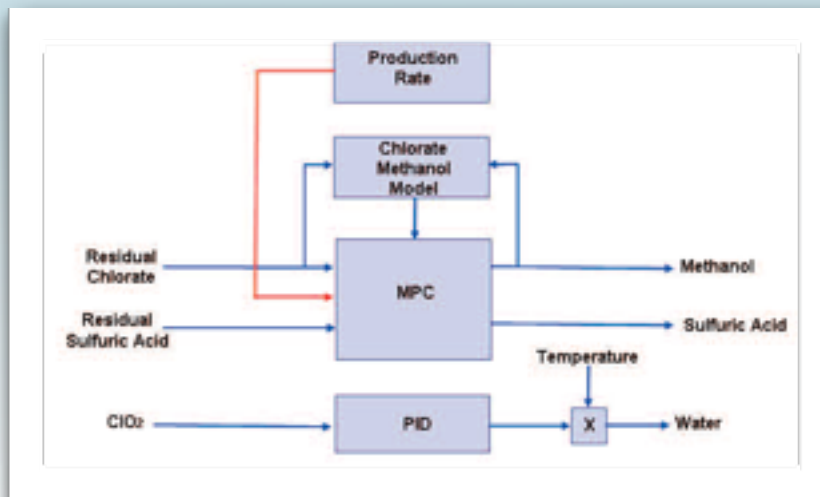 Production
Rate
Chlorate
Methanol
Model
Residual
Chlorate
MPC
Methanol
Residual
Sulfuric Acid
Sulfuric Acid
Temperature
ClO₂
PID
X
Water